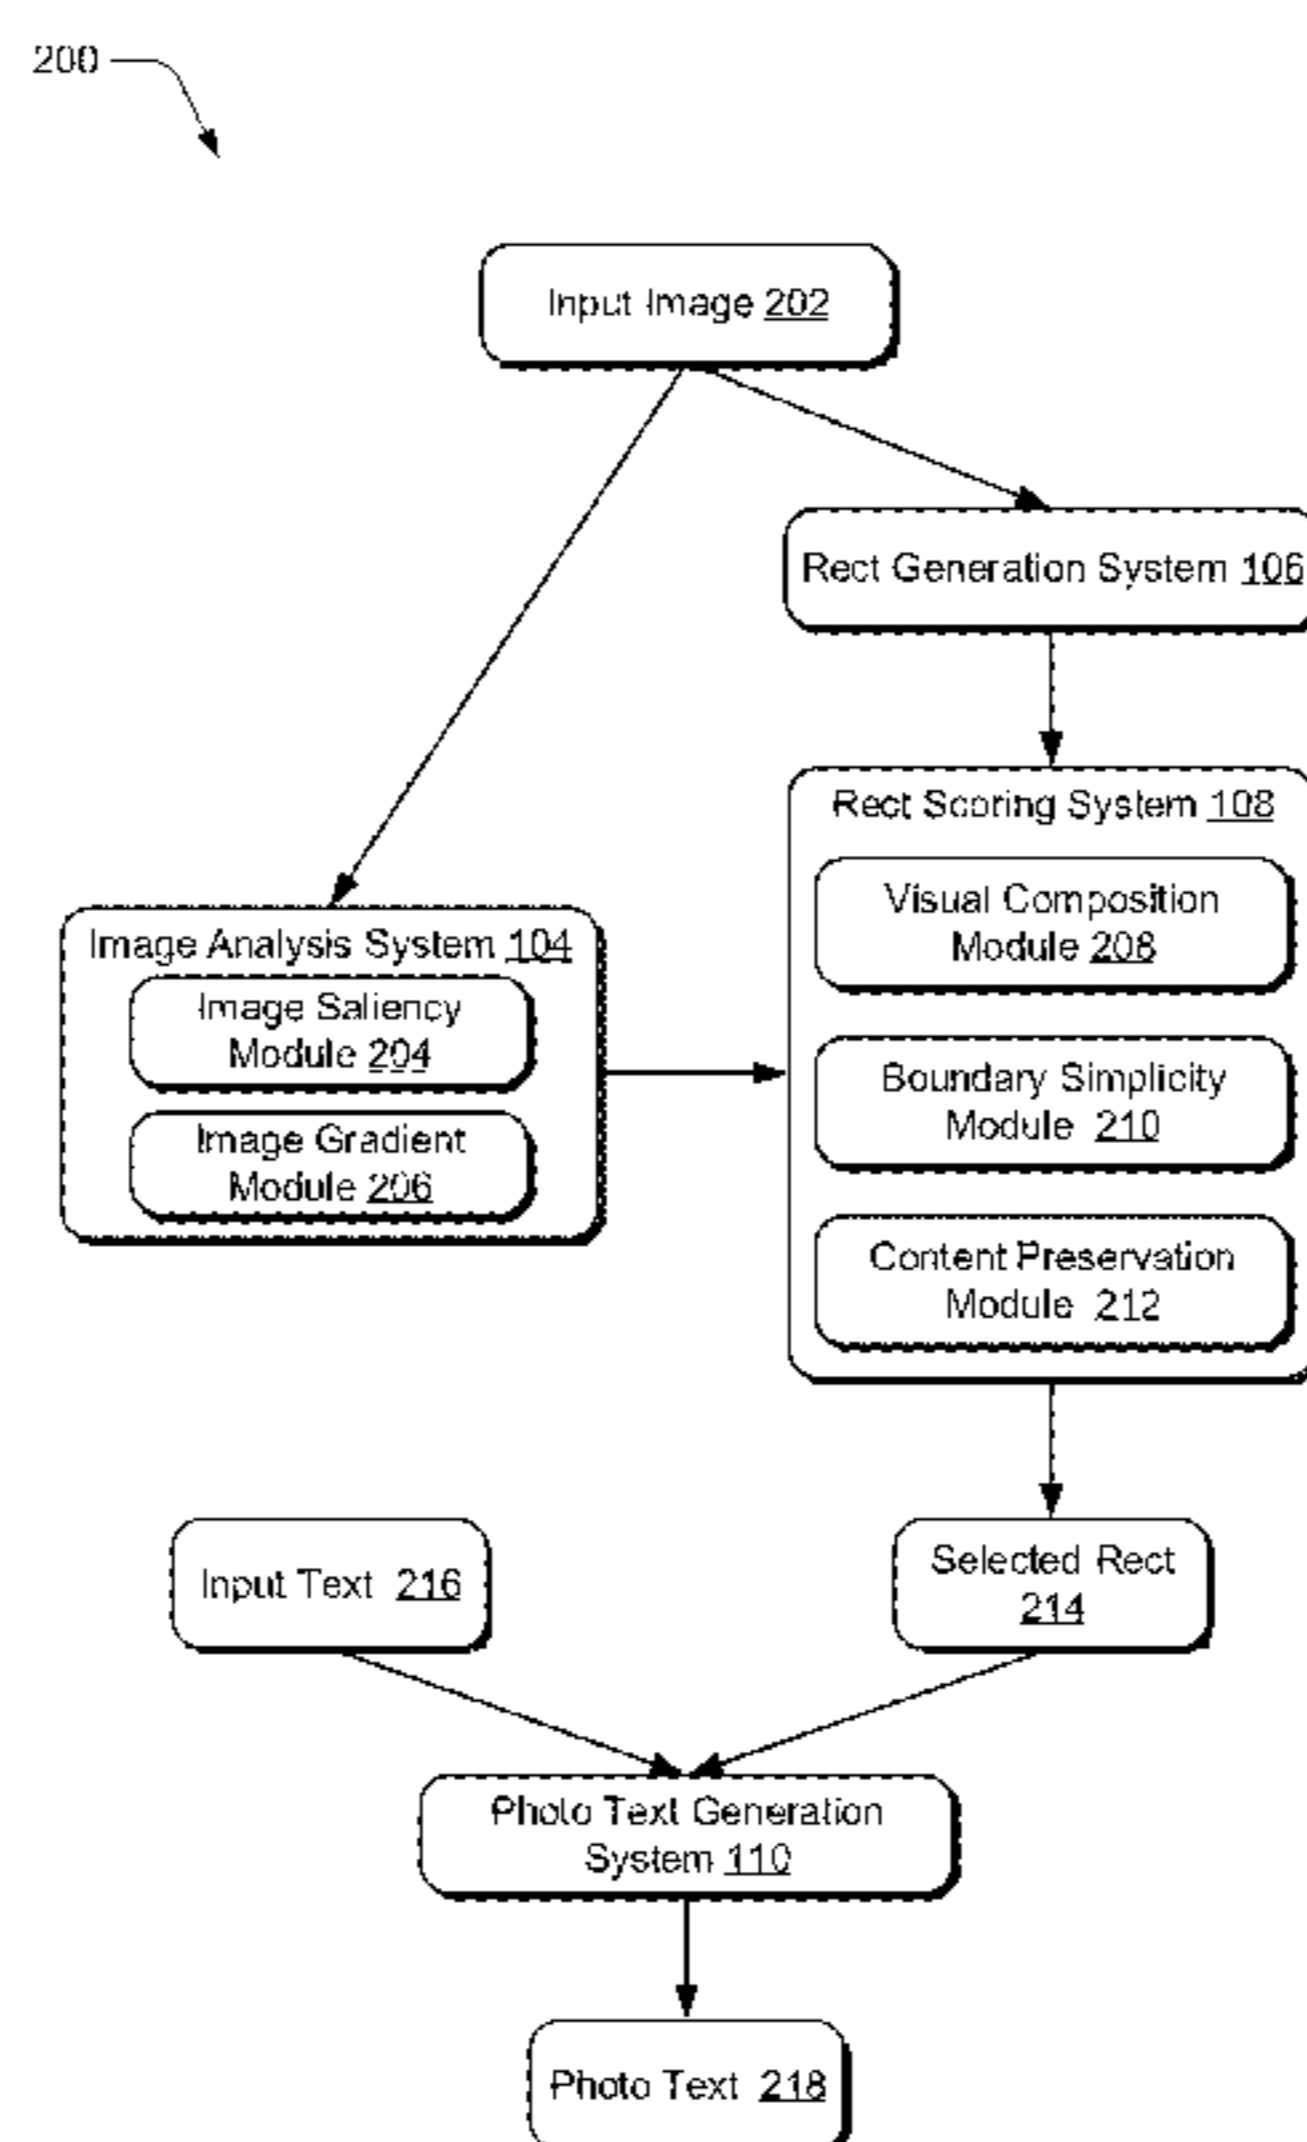 200
Input Image 202
Rect Generation System 106
Rect Scoring System 108
Visual Composition
Module 208
Image Analysis System 104
Image Saliency
Module 204
Boundary Simplicity
Module 210
Image Gradient
Module 206
Content Preservation
Module 212
Input Text 216
Selected Rect
214
Photo Text Generation
System 110
Photo Text 218